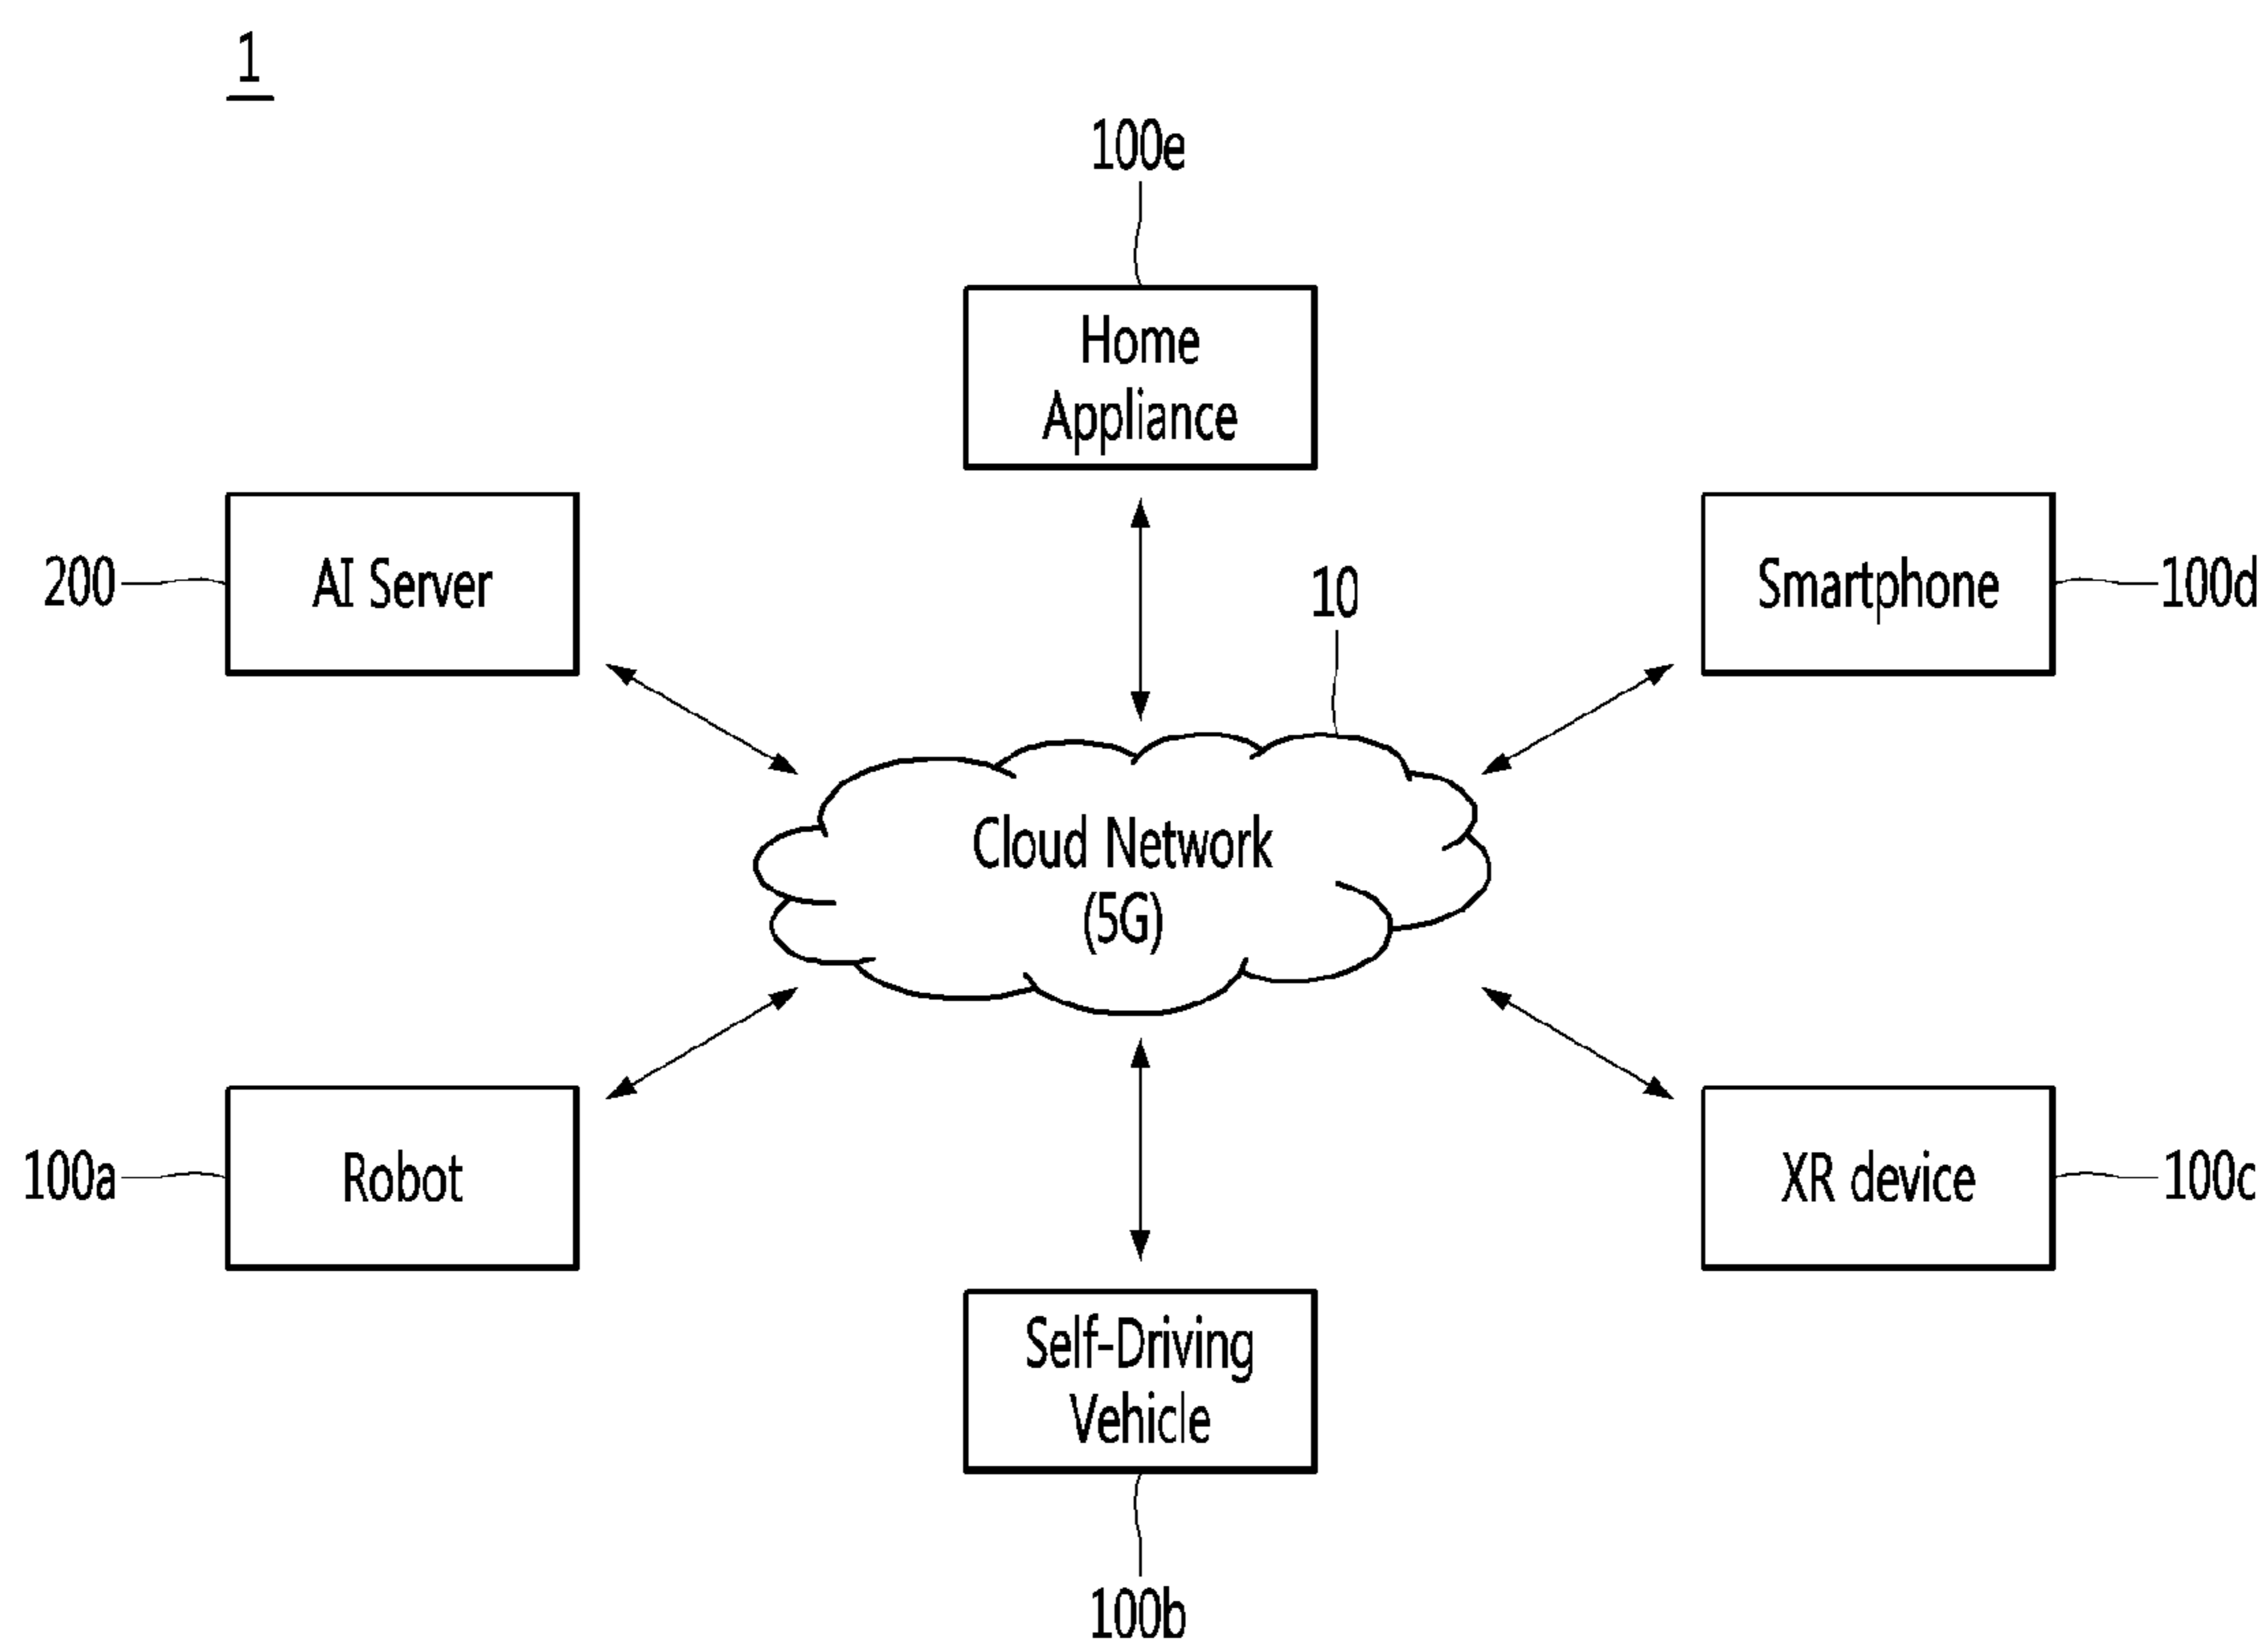 1
100e
Home
Appliance
200
AI Server
Smartphone
100d
10
Cloud Network
(5G)
100a
Robot
XR device
100c
Self-Driving
Vehicle
100b